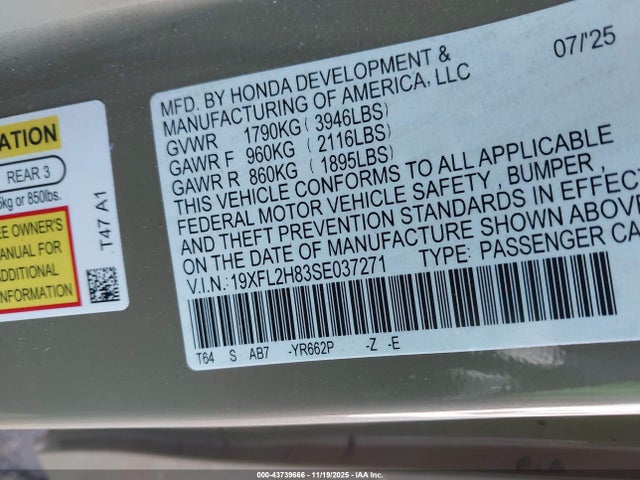 ATION
REAR 3
kg or 850lbs.
OWNER'S
MANUAL FOR
ADDITIONAL
INFORMATION
T47 A1
07/'25
MFD. BY HONDA DEVELOPMENT &
MANUFACTURING OF AMERICA, LLC
GVWR 1790KG ( 3946LBS)
GAWR F 960KG ( 2116LBS)
GAWR R 860KG ( 1895LBS)
THIS VEHICLE CONFORMS TO ALL APPLICABLE
FEDERAL MOTOR VEHICLE SAFETY , BUMPER ,
AND THEFT PREVENTION STANDARDS IN EFFECT
ON THE DATE OF MANUFACTURE SHOWN ABOVE
V.I.N.: 19XFL2H83SE037271 TYPE: PASSENGER CA
T64 S AB7 -YR662P -Z -E
000-43739666 - 11/19/2025 - IAA Inc.